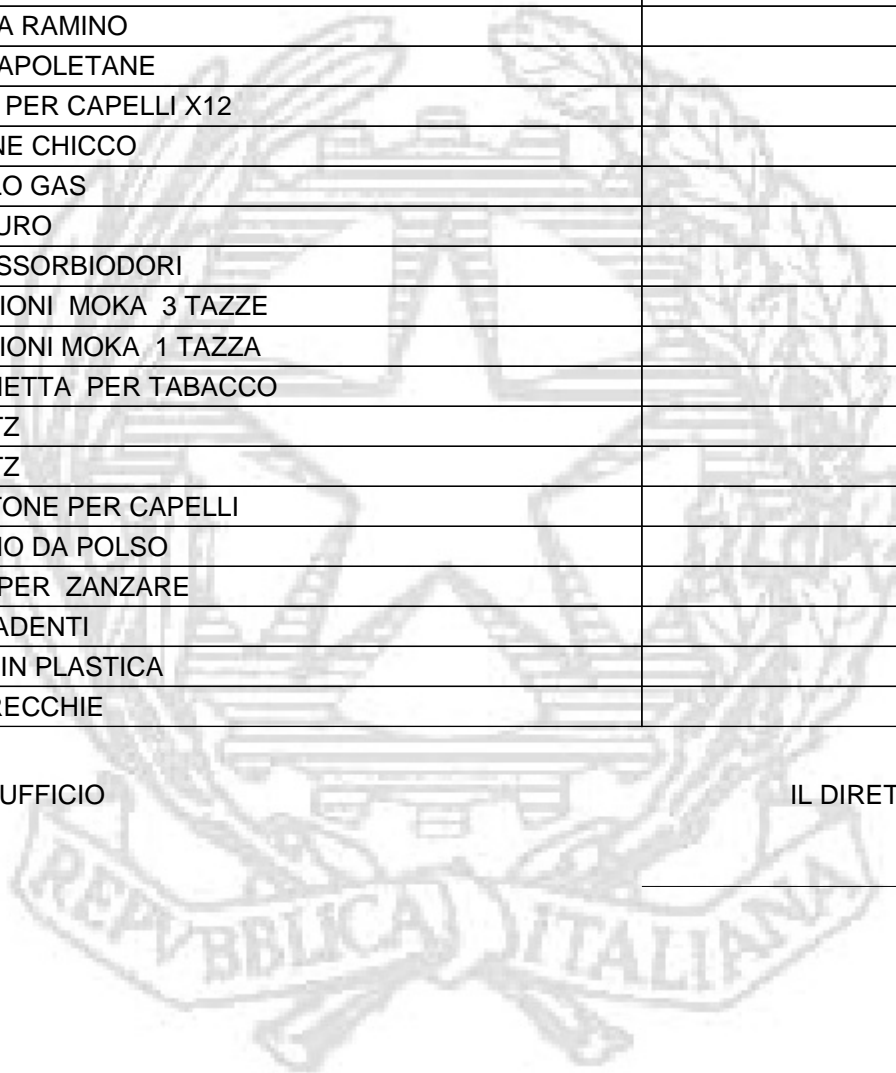 A RAMINO
APOLETANE
PER CAPELLI X12
NE CHICCO
LO GAS
URO
SSORBIODORI
IONI MOKA 3 TAZZE
IONI MOKA 1 TAZZA
HETTA PER TABACCO
TZ
TZ
TONE PER CAPELLI
IO DA POLSO
PER ZANZARE
ADENTI
IN PLASTICA
RECCHIE
UFFICIO IL DIRET
REPVBBLICA ITALIANA